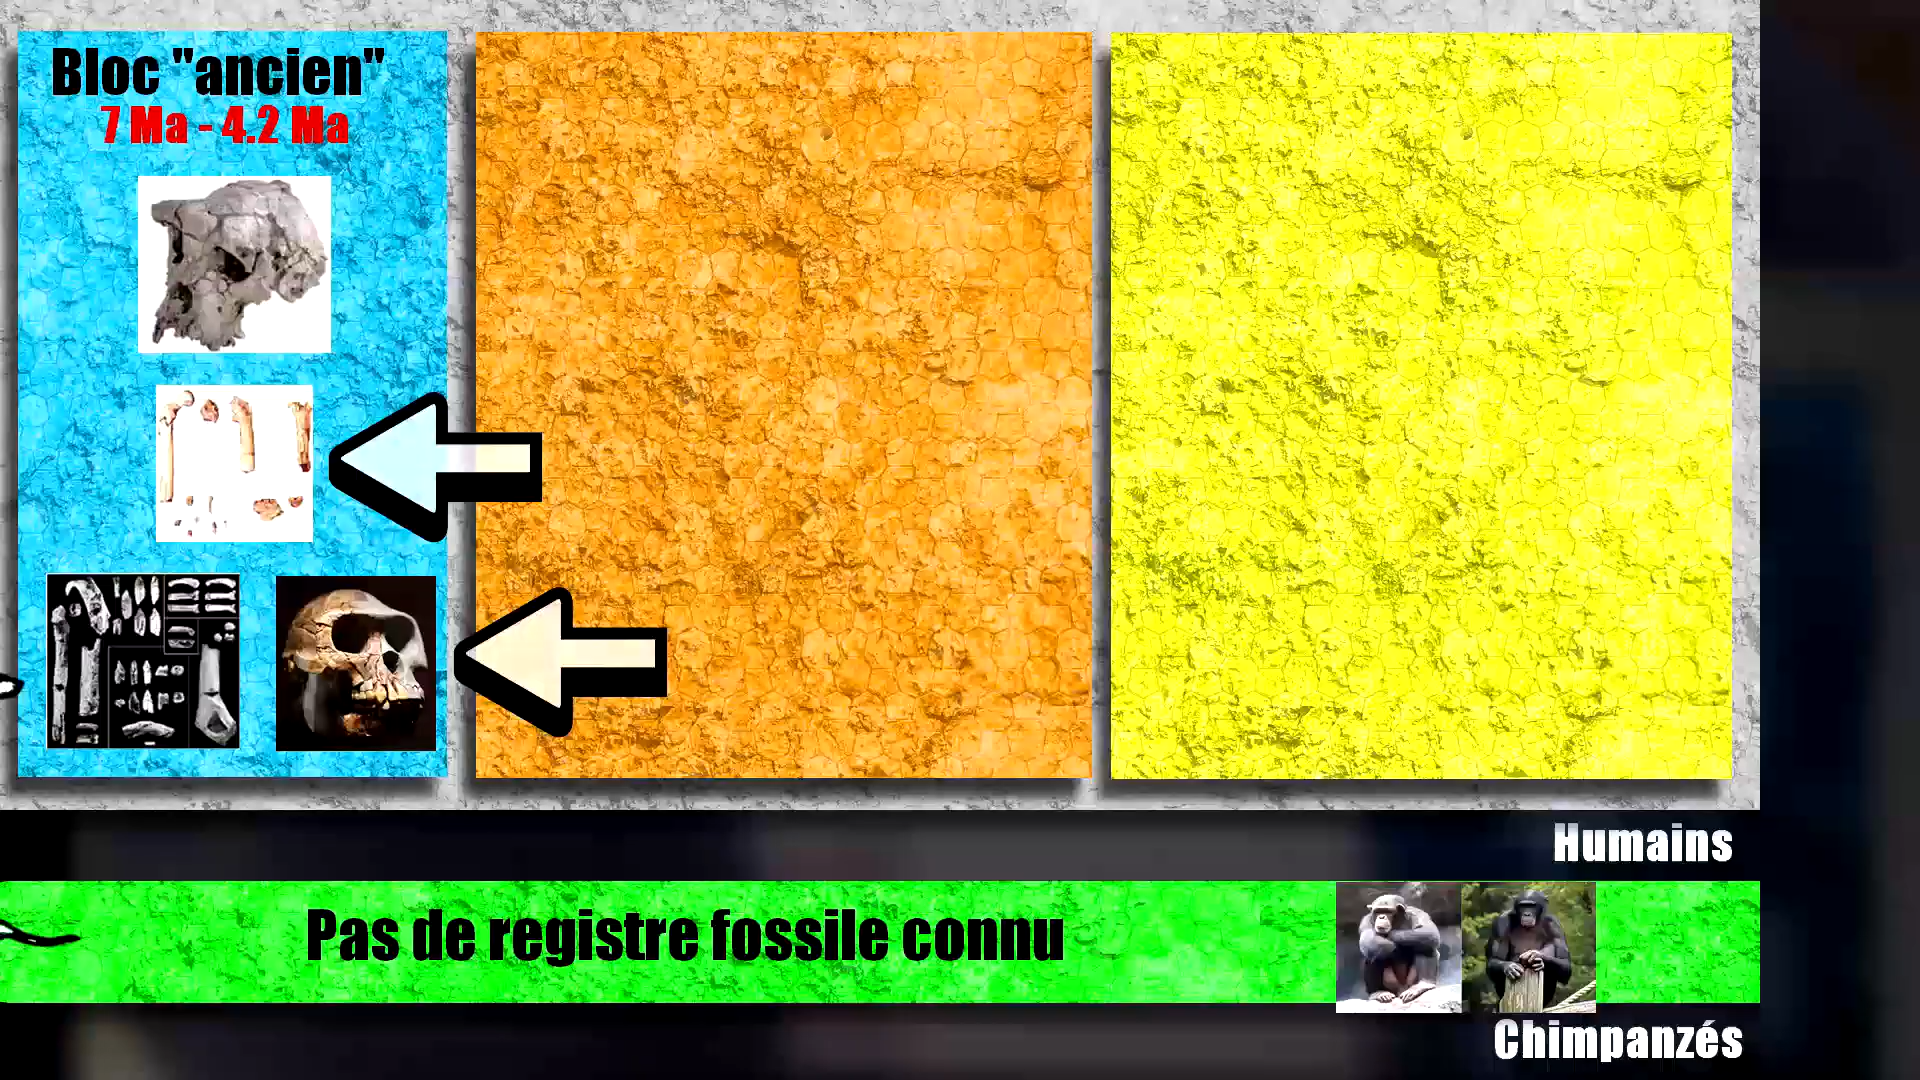 Bloc "ancien"
7 Ma - 4.2 Ma
Humains
Pas de registre fossile connu
Chimpanzés